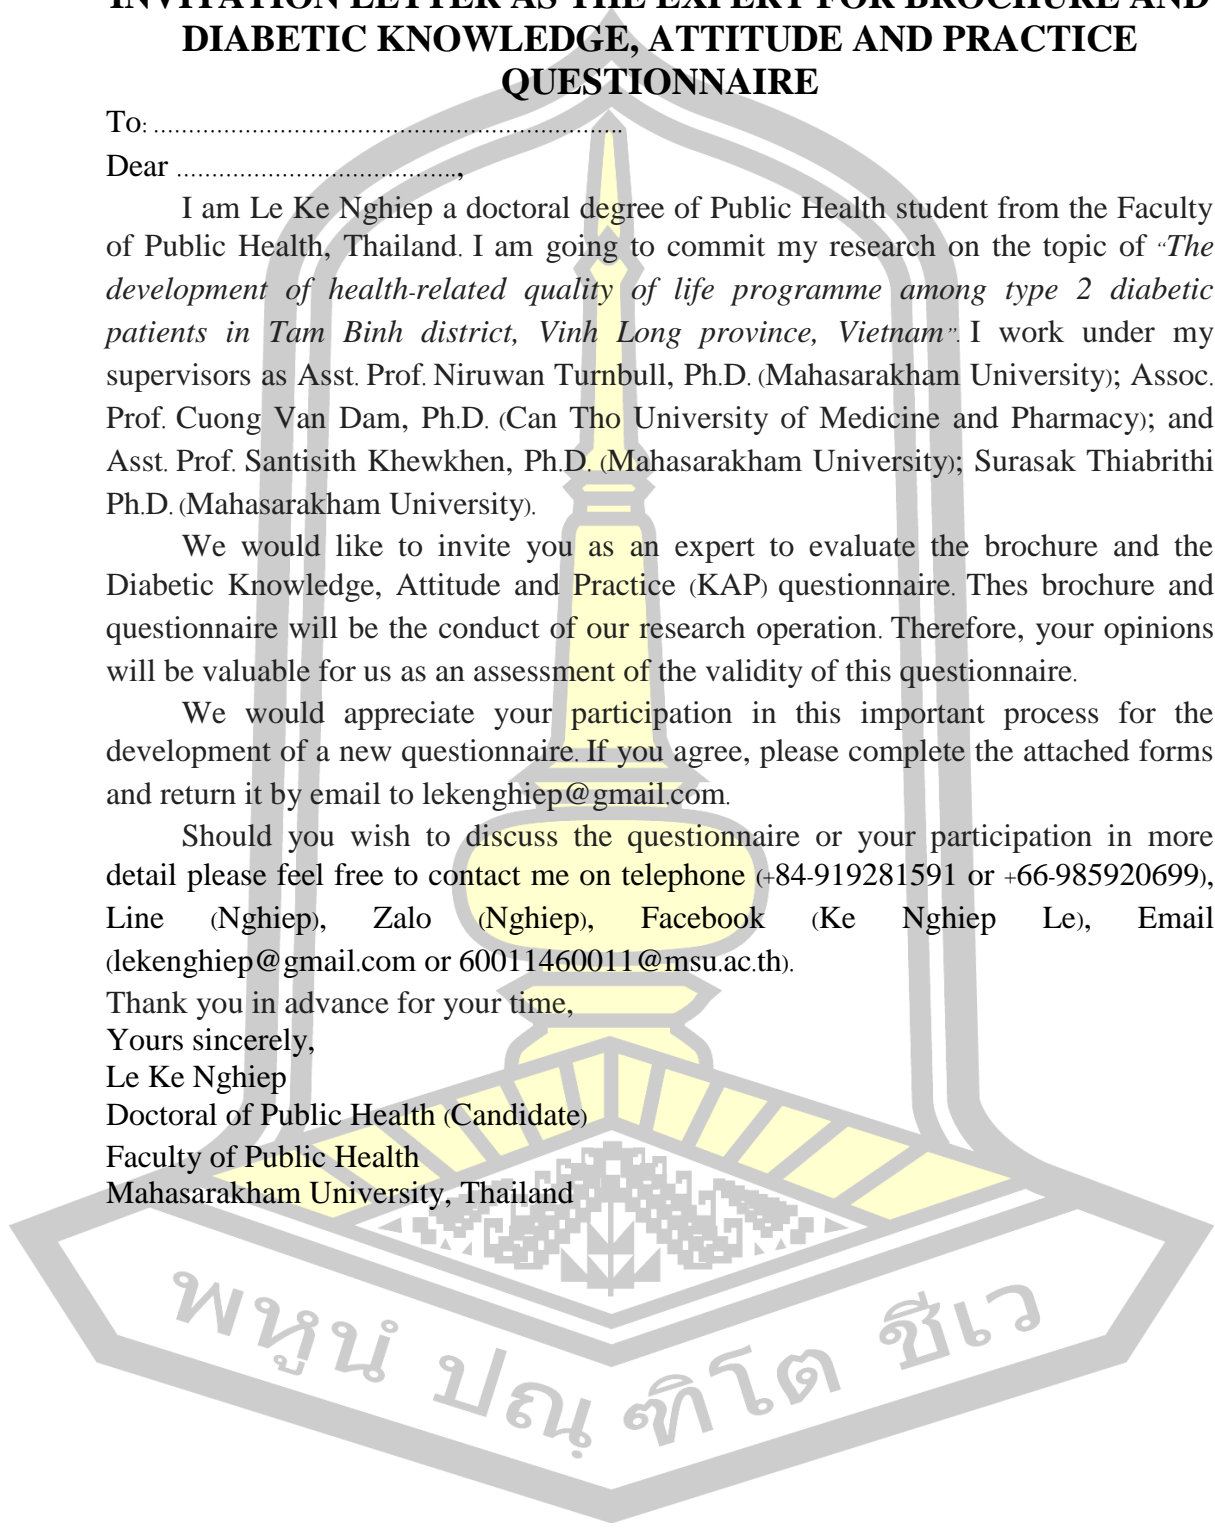 INVITATION LETTER AS THE EXPERT FOR BROCHURE AND
DIABETIC KNOWLEDGE, ATTITUDE AND PRACTICE
QUESTIONNAIRE
To: ...................................................................
Dear ........................................,
I am Le Ke Nghiep a doctoral degree of Public Health student from the Faculty
of Public Health, Thailand. I am going to commit my research on the topic of “The
development of health-related quality of life programme among type 2 diabetic
patients in Tam Binh district, Vinh Long province, Vietnam”. I work under my
supervisors as Asst. Prof. Niruwan Turnbull, Ph.D. (Mahasarakham University); Assoc.
Prof. Cuong Van Dam, Ph.D. (Can Tho University of Medicine and Pharmacy); and
Asst. Prof. Santisith Khewkhen, Ph.D. (Mahasarakham University); Surasak Thiabrithi
Ph.D. (Mahasarakham University).
We would like to invite you as an expert to evaluate the brochure and the
Diabetic Knowledge, Attitude and Practice (KAP) questionnaire. Thes brochure and
questionnaire will be the conduct of our research operation. Therefore, your opinions
will be valuable for us as an assessment of the validity of this questionnaire.
We would appreciate your participation in this important process for the
development of a new questionnaire. If you agree, please complete the attached forms
and return it by email to lekenghiep@gmail.com.
Should you wish to discuss the questionnaire or your participation in more
detail please feel free to contact me on telephone (+84-919281591 or +66-985920699),
Line (Nghiep), Zalo (Nghiep), Facebook (Ke Nghiep Le), Email
(lekenghiep@gmail.com or 60011460011@msu.ac.th).
Thank you in advance for your time,
Yours sincerely,
Le Ke Nghiep
Doctoral of Public Health (Candidate)
Faculty of Public Health
Mahasarakham University, Thailand
พหูนํ ปณฺฑิโต ชีเว